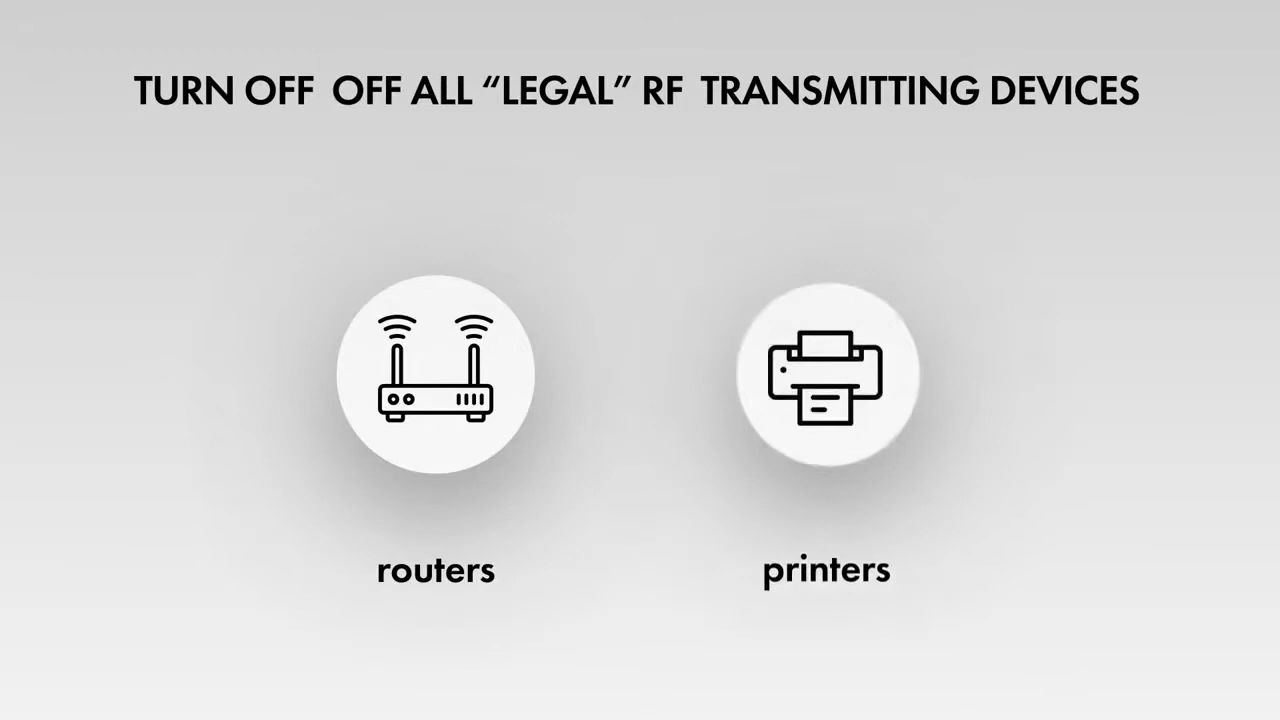 TURN OFF OFF ALL “LEGAL” RF TRANSMITTING DEVICES
routers
printers